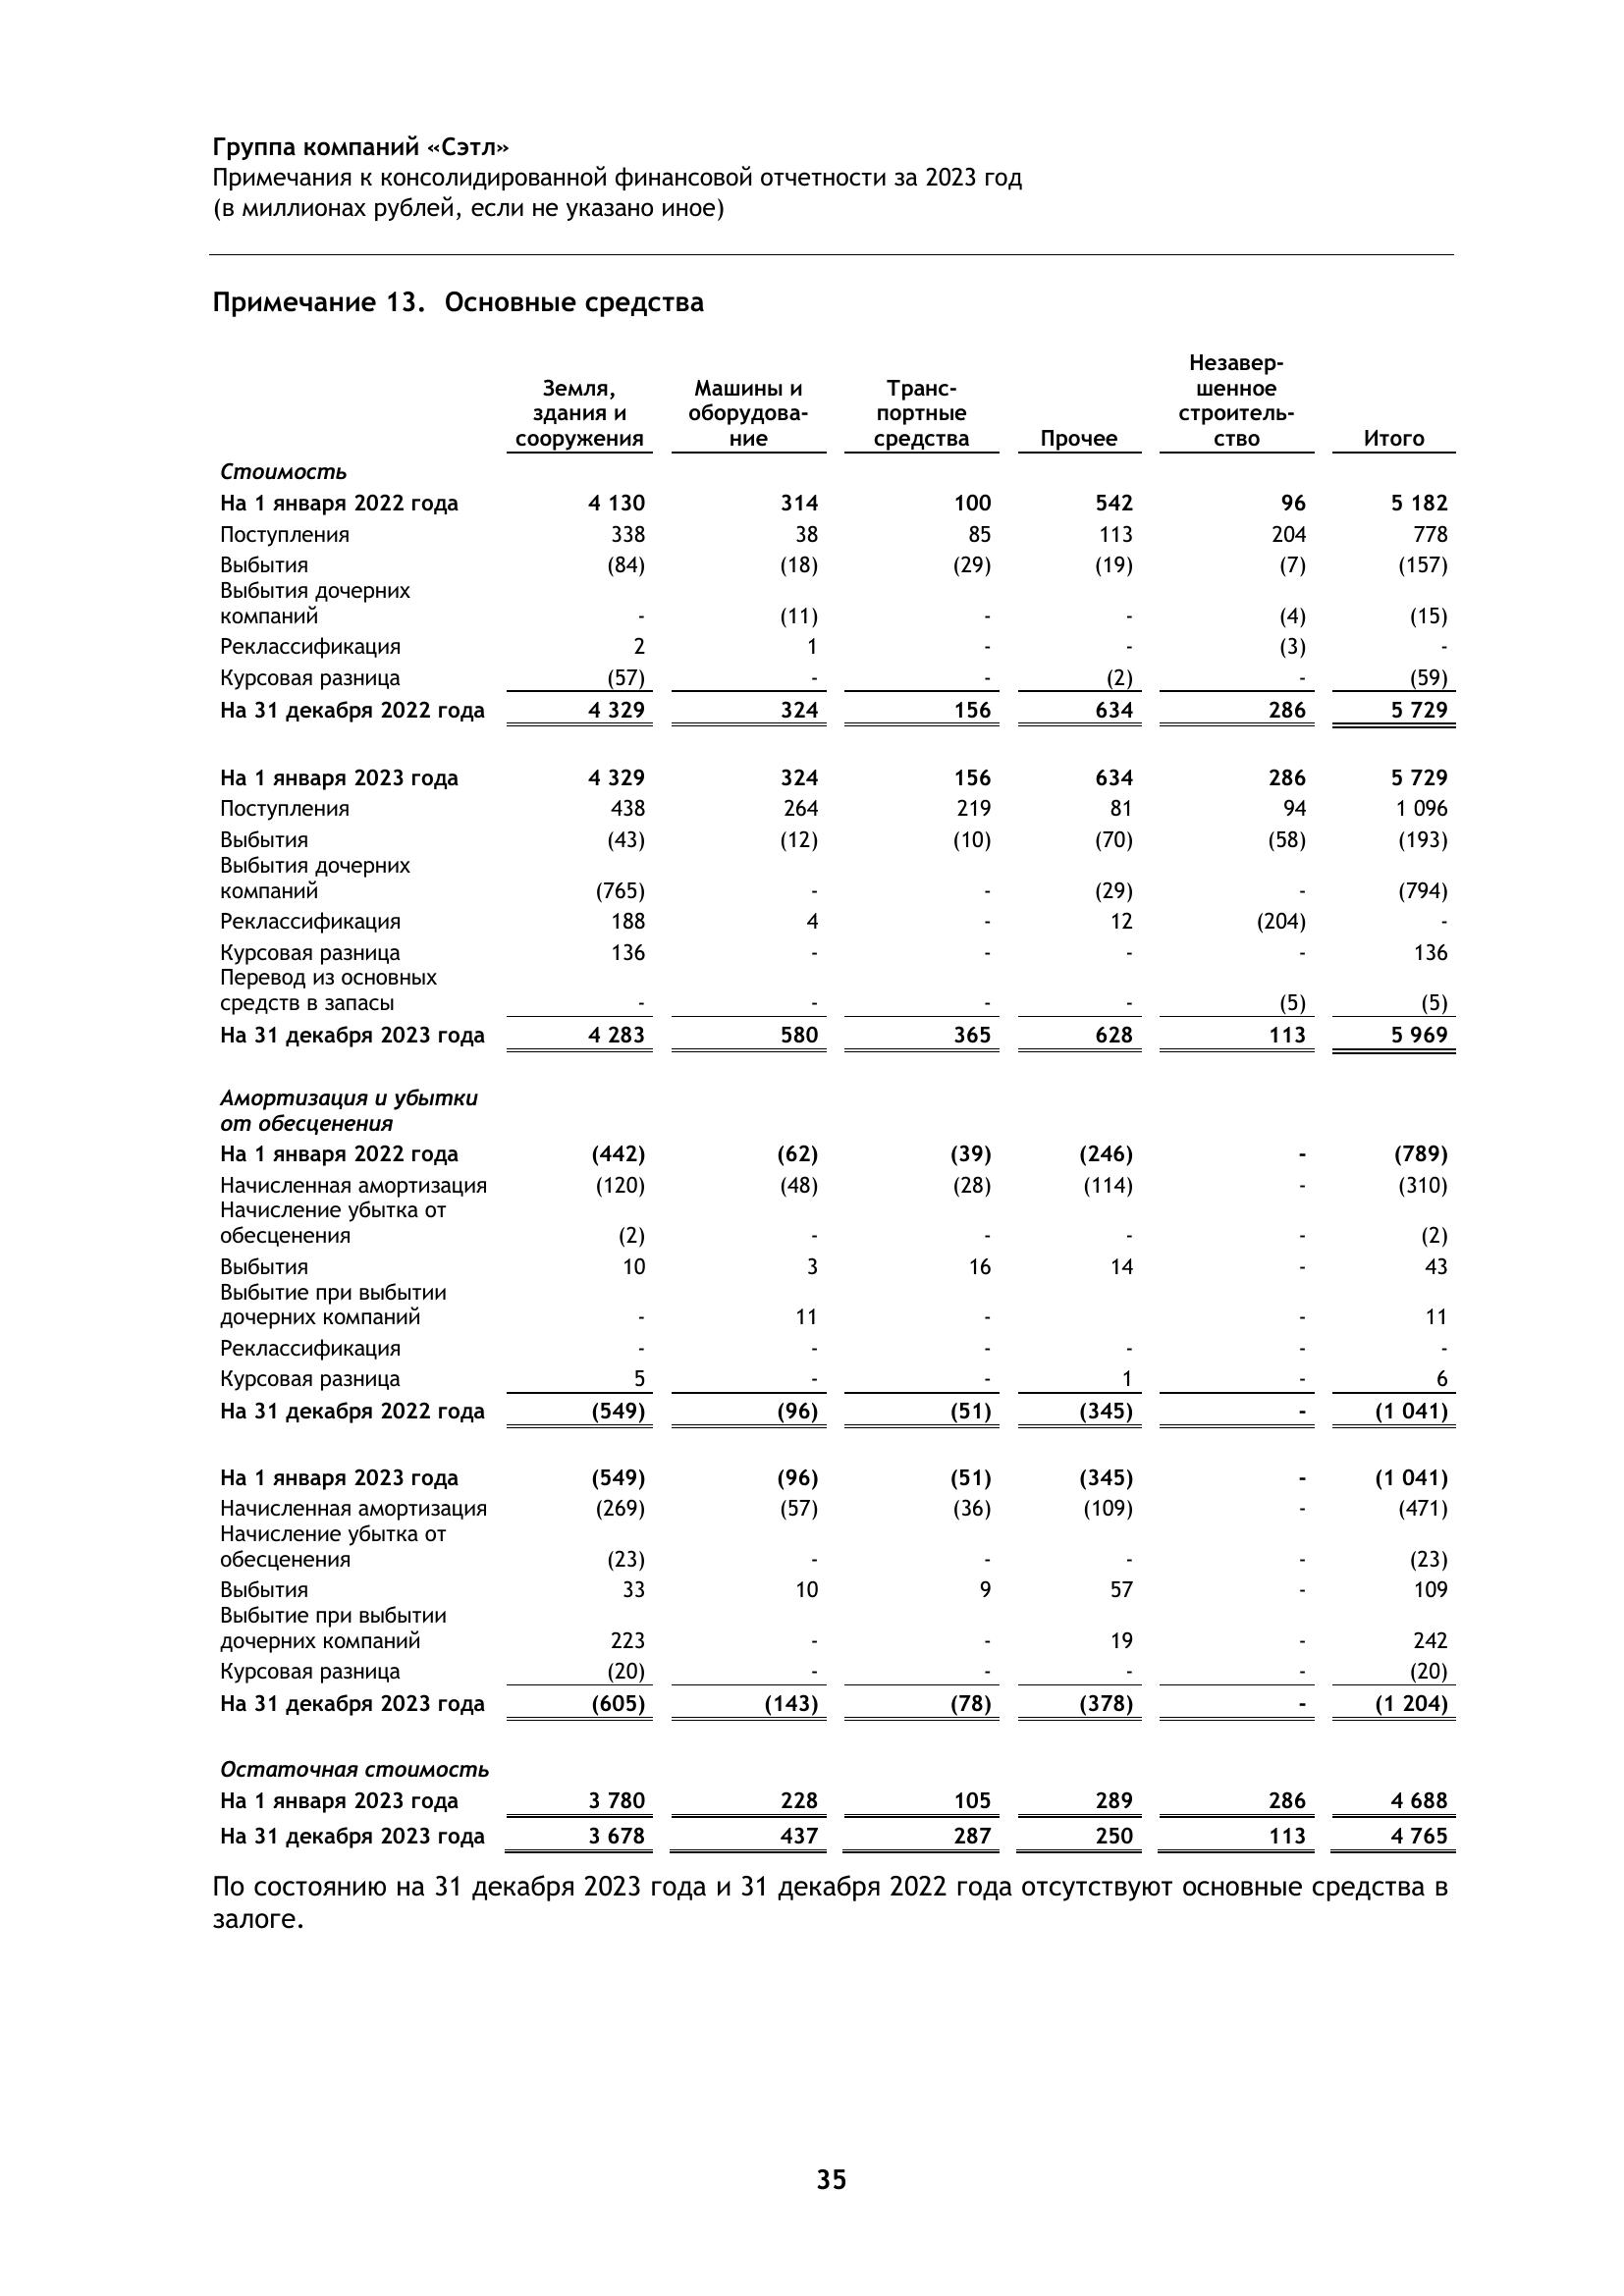 Группа компаний «Сэтл»
Примечания к консолидированной финансовой отчетности за 2023 год
(в миллионах рублей, если не указано иное)
Примечание 13. Основные средства
Земля, здания и сооружения Машины и оборудова-ние Транс-портные средства Прочее Незавер-шенное строитель-ство Итого
Стоимость
На 1 января 2022 года 4 130 314 100 542 96 5 182
Поступления 338 38 85 113 204 778
Выбытия (84) (18) (29) (19) (7) (157)
Выбытия дочерних
компаний - (11) - - (4) (15)
Реклассификация 2 1 - - (3) -
Курсовая разница (57) - - (2) - (59)
На 31 декабря 2022 года 4 329 324 156 634 286 5 729
На 1 января 2023 года 4 329 324 156 634 286 5 729
Поступления 438 264 219 81 94 1 096
Выбытия (43) (12) (10) (70) (58) (193)
Выбытия дочерних
компаний (765) - - (29) - (794)
Реклассификация 188 4 - 12 (204) -
Курсовая разница 136 - - - - 136
Перевод из основных
средств в запасы - - - - (5) (5)
На 31 декабря 2023 года 4 283 580 365 628 113 5 969
Амортизация и убытки
от обесценения
На 1 января 2022 года (442) (62) (39) (246) - (789)
Начисленная амортизация (120) (48) (28) (114) - (310)
Начисление убытка от
обесценения (2) - - - - (2)
Выбытия 10 3 16 14 - 43
Выбытие при выбытии
дочерних компаний - 11 - - 11
Реклассификация - - - - - -
Курсовая разница 5 - - 1 - 6
На 31 декабря 2022 года (549) (96) (51) (345) - (1 041)
На 1 января 2023 года (549) (96) (51) (345) - (1 041)
Начисленная амортизация (269) (57) (36) (109) - (471)
Начисление убытка от
обесценения (23) - - - - (23)
Выбытия 33 10 9 57 - 109
Выбытие при выбытии
дочерних компаний 223 - - 19 - 242
Курсовая разница (20) - - - - (20)
На 31 декабря 2023 года (605) (143) (78) (378) - (1 204)
Остаточная стоимость
На 1 января 2023 года 3 780 228 105 289 286 4 688
На 31 декабря 2023 года 3 678 437 287 250 113 4 765
По состоянию на 31 декабря 2023 года и 31 декабря 2022 года отсутствуют основные средства в
залоге.
35